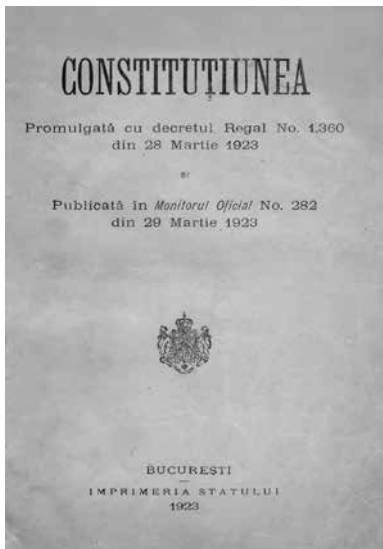 CONSTITUȚIUNEA
Promulgată cu decretul Regal No. 1.360
din 28 Martie 1923
și
Publicată în Monitorul Oficial No. 282
din 29 Martie 1923
BUCUREȘTI
IMPRIMERIA STATULUI
1923